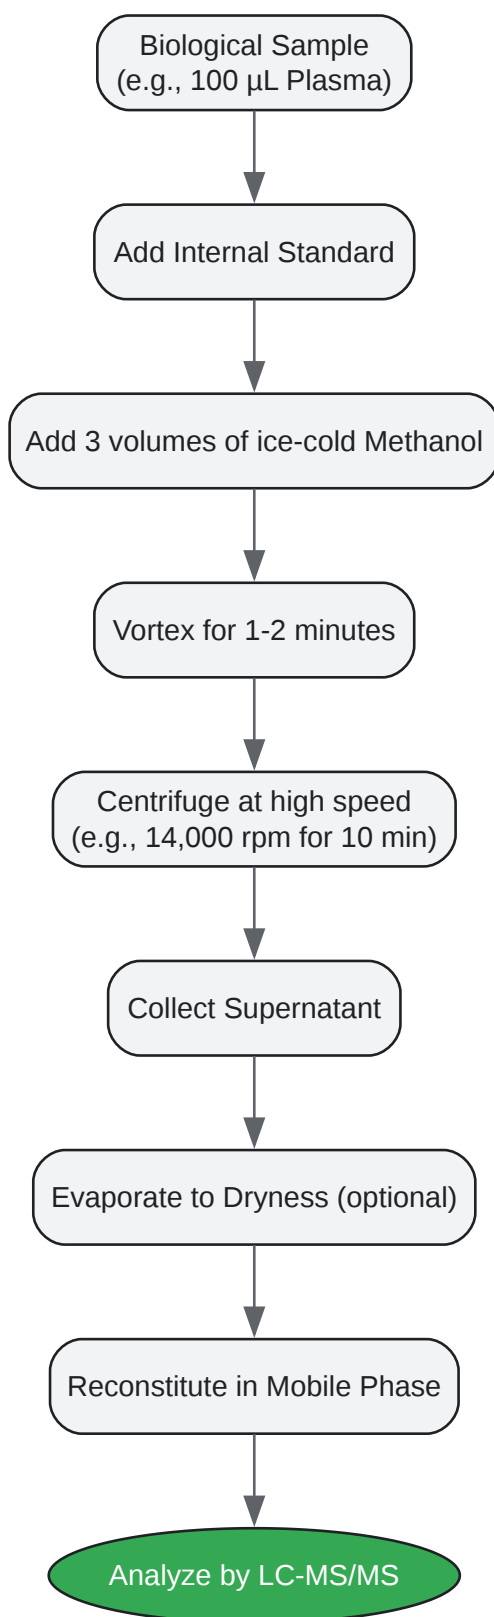 Biological Sample
(e.g., 100 µL Plasma)
Add Internal Standard
Add 3 volumes of ice-cold Methanol
Vortex for 1-2 minutes
Centrifuge at high speed
(e.g., 14,000 rpm for 10 min)
Collect Supernatant
Evaporate to Dryness (optional)
Reconstitute in Mobile Phase
Analyze by LC-MS/MS